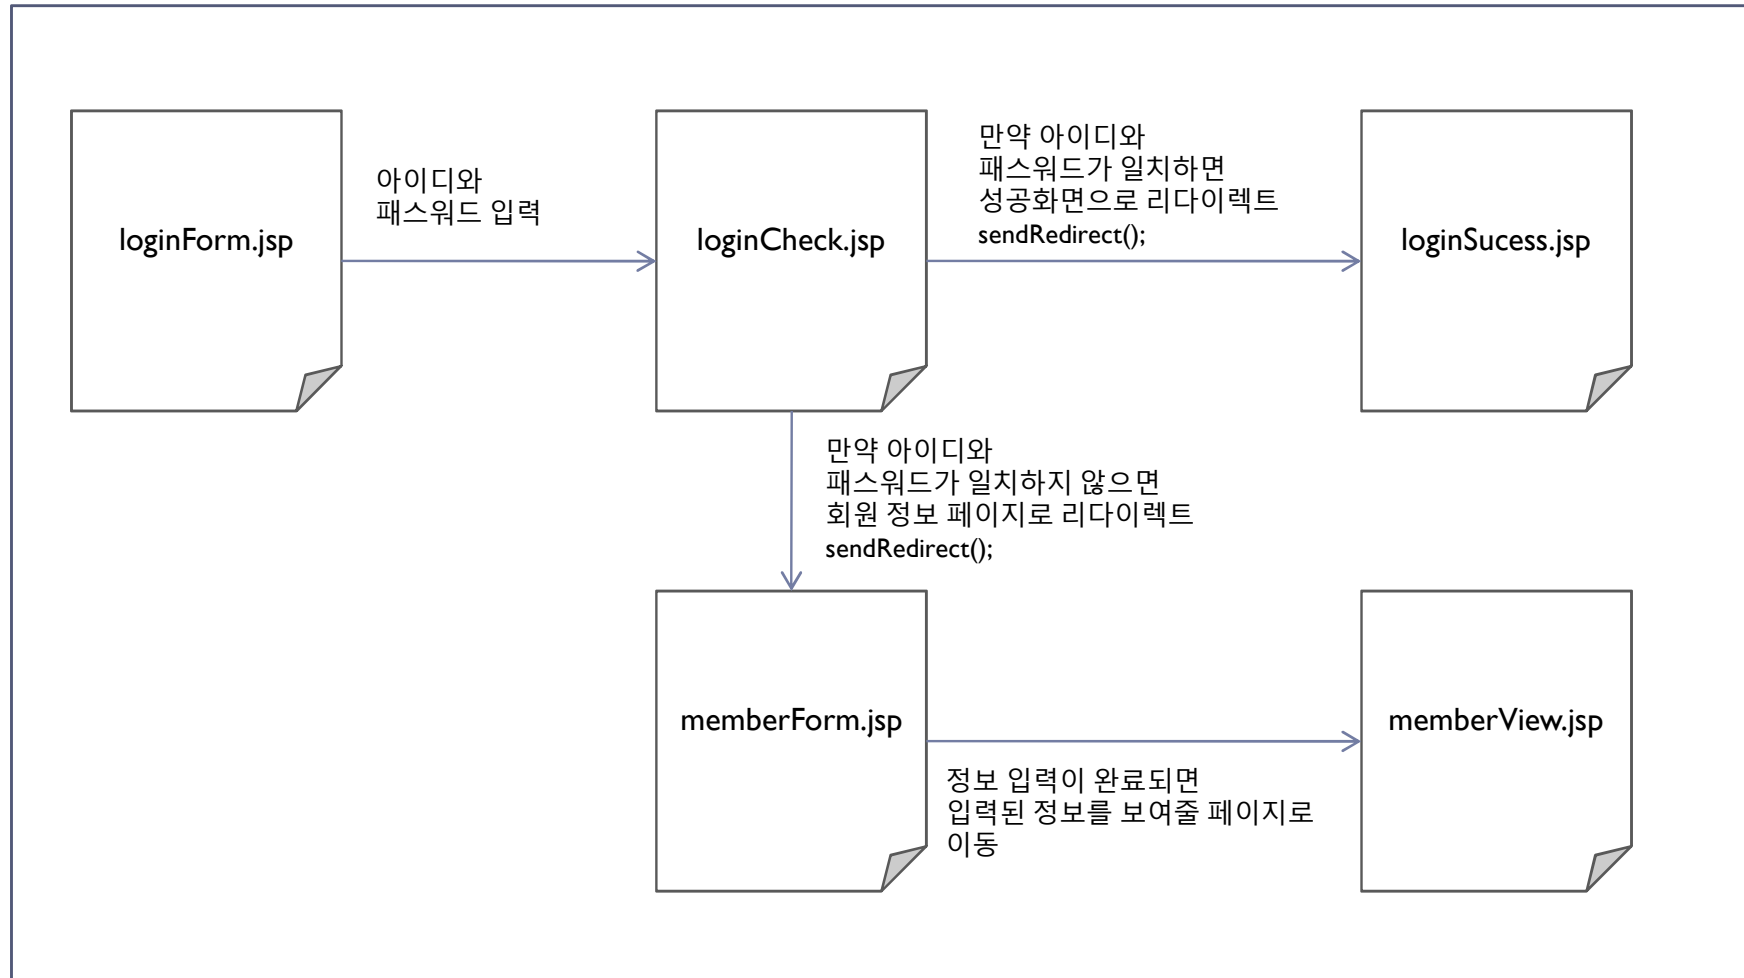 loginForm.jsp
아이디와
패스워드 입력
loginCheck.jsp
만약 아이디와
패스워드가 일치하면
성공화면으로 리다이렉트
sendRedirect();
loginSucess.jsp
만약 아이디와
패스워드가 일치하지 않으면
회원 정보 페이지로 리다이렉트
sendRedirect();
memberForm.jsp
정보 입력이 완료되면
입력된 정보를 보여줄 페이지로
이동
memberView.jsp